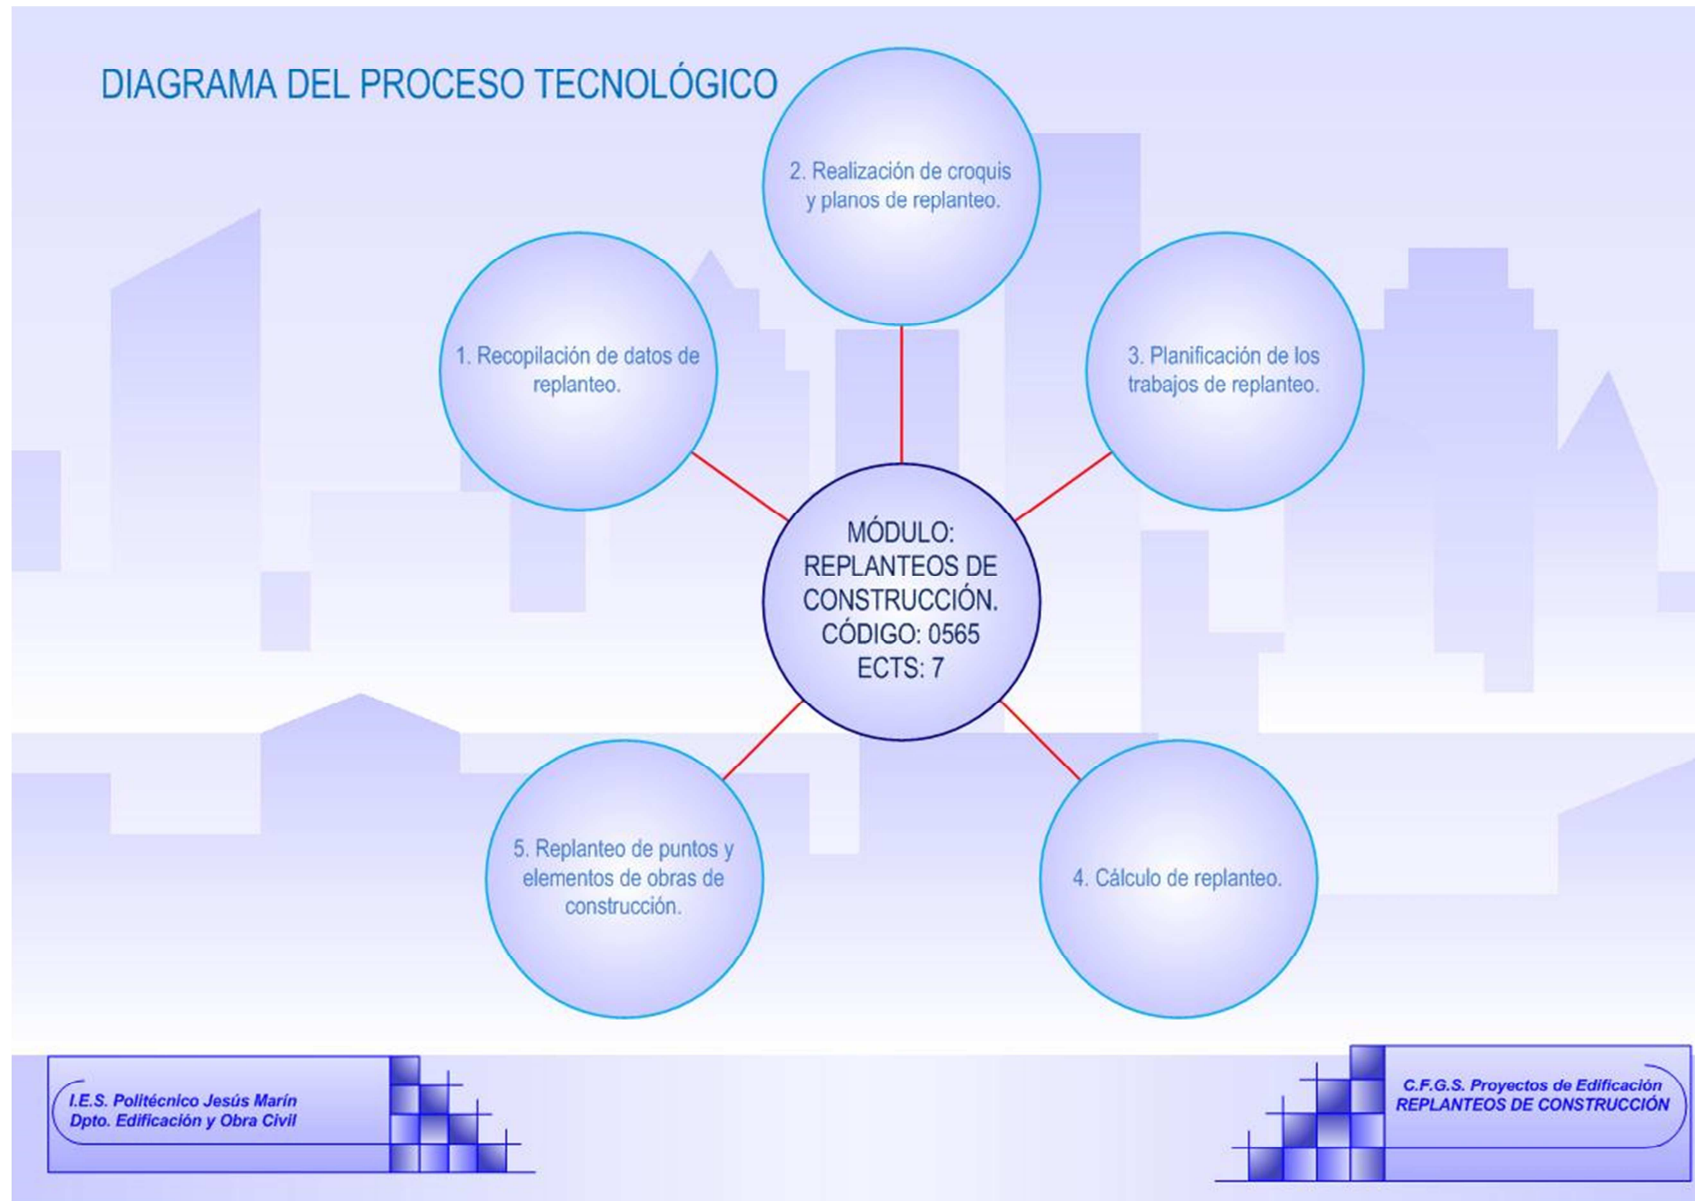 DIAGRAMA DEL PROCESO TECNOLÓGICO
2. Realización de croquis
y planos de replanteo.
1. Recopilación de datos de
replanteo.
3. Planificación de los
trabajos de replanteo.
MÓDULO:
REPLANTEOS DE
CONSTRUCCIÓN.
CÓDIGO: 0565
ECTS: 7
5. Replanteo de puntos y
elementos de obras de
construcción.
4. Cálculo de replanteo.
I.E.S. Politécnico Jesús Marín
Dpto. Edificación y Obra Civil
C.F.G.S. Proyectos de Edificación
REPLANTEOS DE CONSTRUCCIÓN